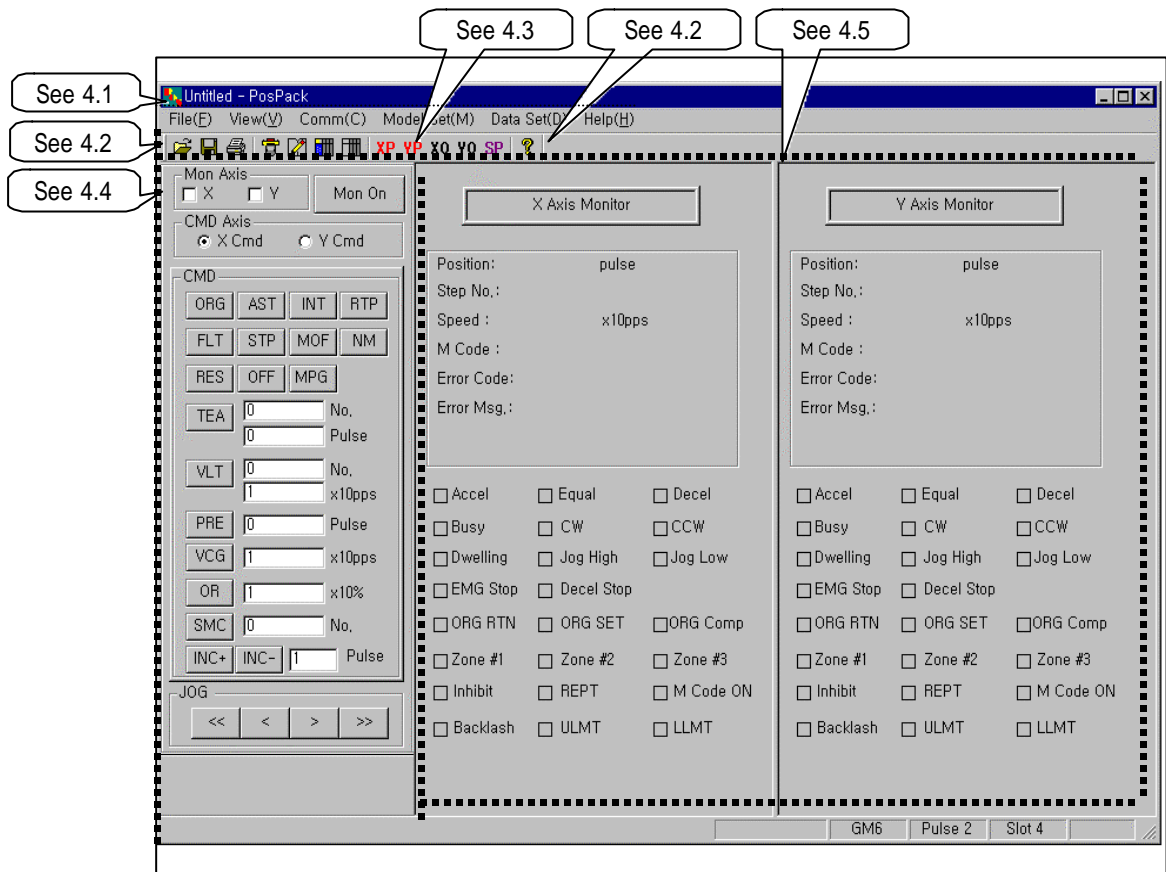 See 4.3
See 4.2
See 4.5
See 4.1
Untitled - PosPack
File(F) View(V) Comm(C) Model Set(M) Data Set(D) Help(H)
See 4.2
XP YP XO YO SP
See 4.4
Mon Axis
X Y Mon On
CMD Axis
X Cmd Y Cmd
CMD
ORG AST INT RTP
FLT STP MOF NM
RES OFF MPG
TEA 0 No.
0 Pulse
VLT 0 No.
1 x10pps
PRE 0 Pulse
VCG 1 x10pps
OR 1 x10%
SMC 0 No.
INC+ INC- 1 Pulse
JOG
<< < > >>
X Axis Monitor
Position: pulse
Step No.:
Speed : x10pps
M Code :
Error Code:
Error Msg.:
Accel Equal Decel
Busy CW CCW
Dwelling Jog High Jog Low
EMG Stop Decel Stop
ORG RTN ORG SET ORG Comp
Zone #1 Zone #2 Zone #3
Inhibit REPT M Code ON
Backlash ULMT LLMT
Y Axis Monitor
Position: pulse
Step No.:
Speed : x10pps
M Code :
Error Code:
Error Msg.:
Accel Equal Decel
Busy CW CCW
Dwelling Jog High Jog Low
EMG Stop Decel Stop
ORG RTN ORG SET ORG Comp
Zone #1 Zone #2 Zone #3
Inhibit REPT M Code ON
Backlash ULMT LLMT
GM6 Pulse 2 Slot 4